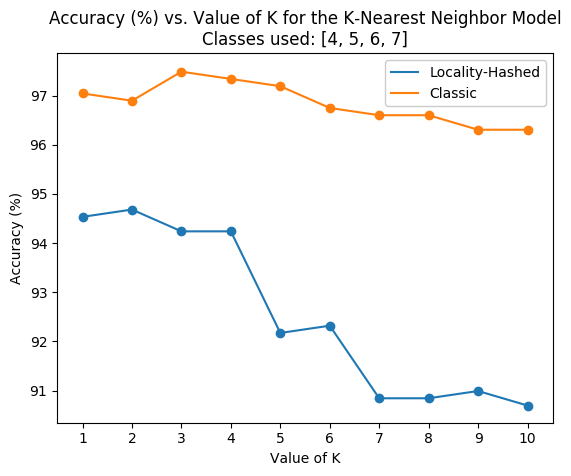 Accuracy (%) vs. Value of K for the K-Nearest Neighbor Model
Classes used: [4, 5, 6, 7]
Locality-Hashed
Classic
97
96
95
94
93
92
91
Accuracy (%)
1 2 3 4 5 6 7 8 9 10
Value of K